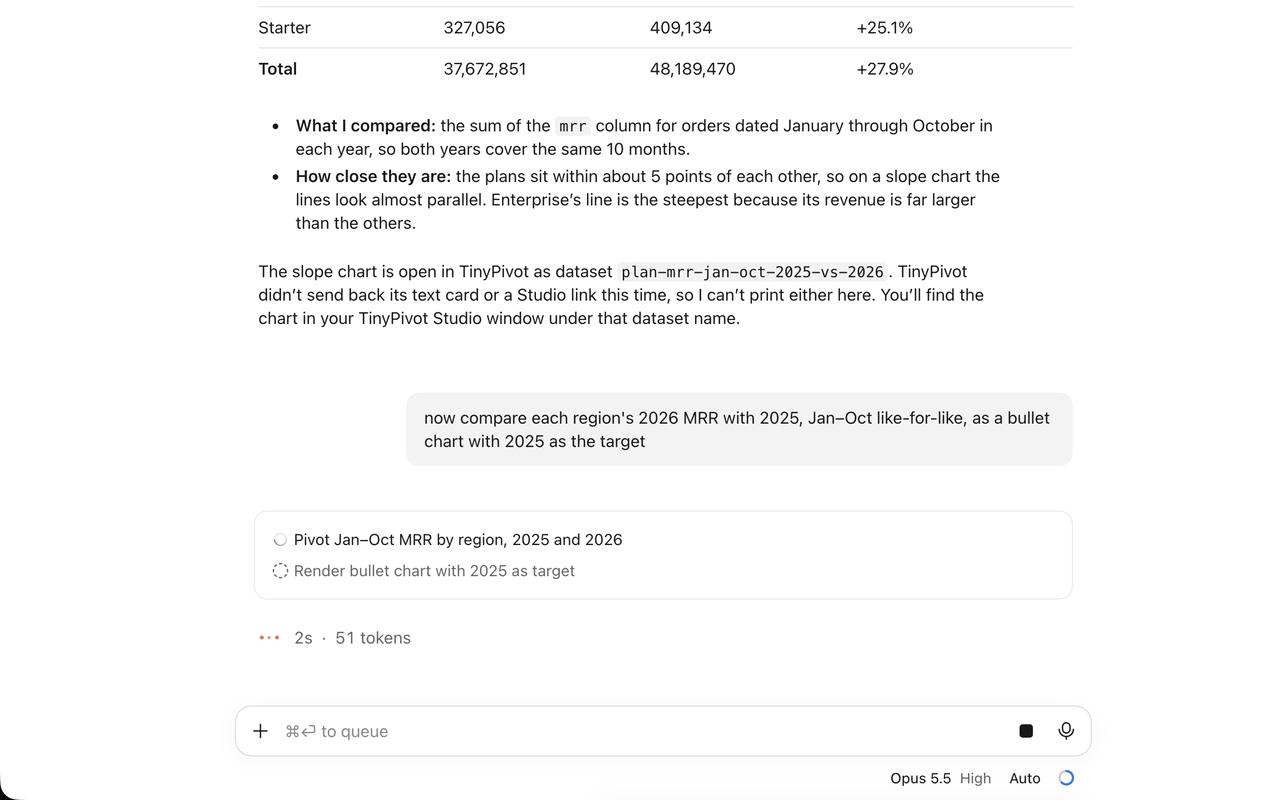 Starter 327,056 409,134 +25.1%
Total 37,672,851 48,189,470 +27.9%
• What I compared: the sum of the mrr column for orders dated January through October in
each year, so both years cover the same 10 months.
• How close they are: the plans sit within about 5 points of each other, so on a slope chart the
lines look almost parallel. Enterprise’s line is the steepest because its revenue is far larger
than the others.
The slope chart is open in TinyPivot as dataset plan-mrr-jan-oct-2025-vs-2026. TinyPivot
didn’t send back its text card or a Studio link this time, so I can’t print either here. You’ll find the
chart in your TinyPivot Studio window under that dataset name.
now compare each region's 2026 MRR with 2025, Jan–Oct like-for-like, as a bullet
chart with 2025 as the target
Pivot Jan–Oct MRR by region, 2025 and 2026
Render bullet chart with 2025 as target
2s · 51 tokens
⌘⏎ to queue
Opus 5.5 High Auto